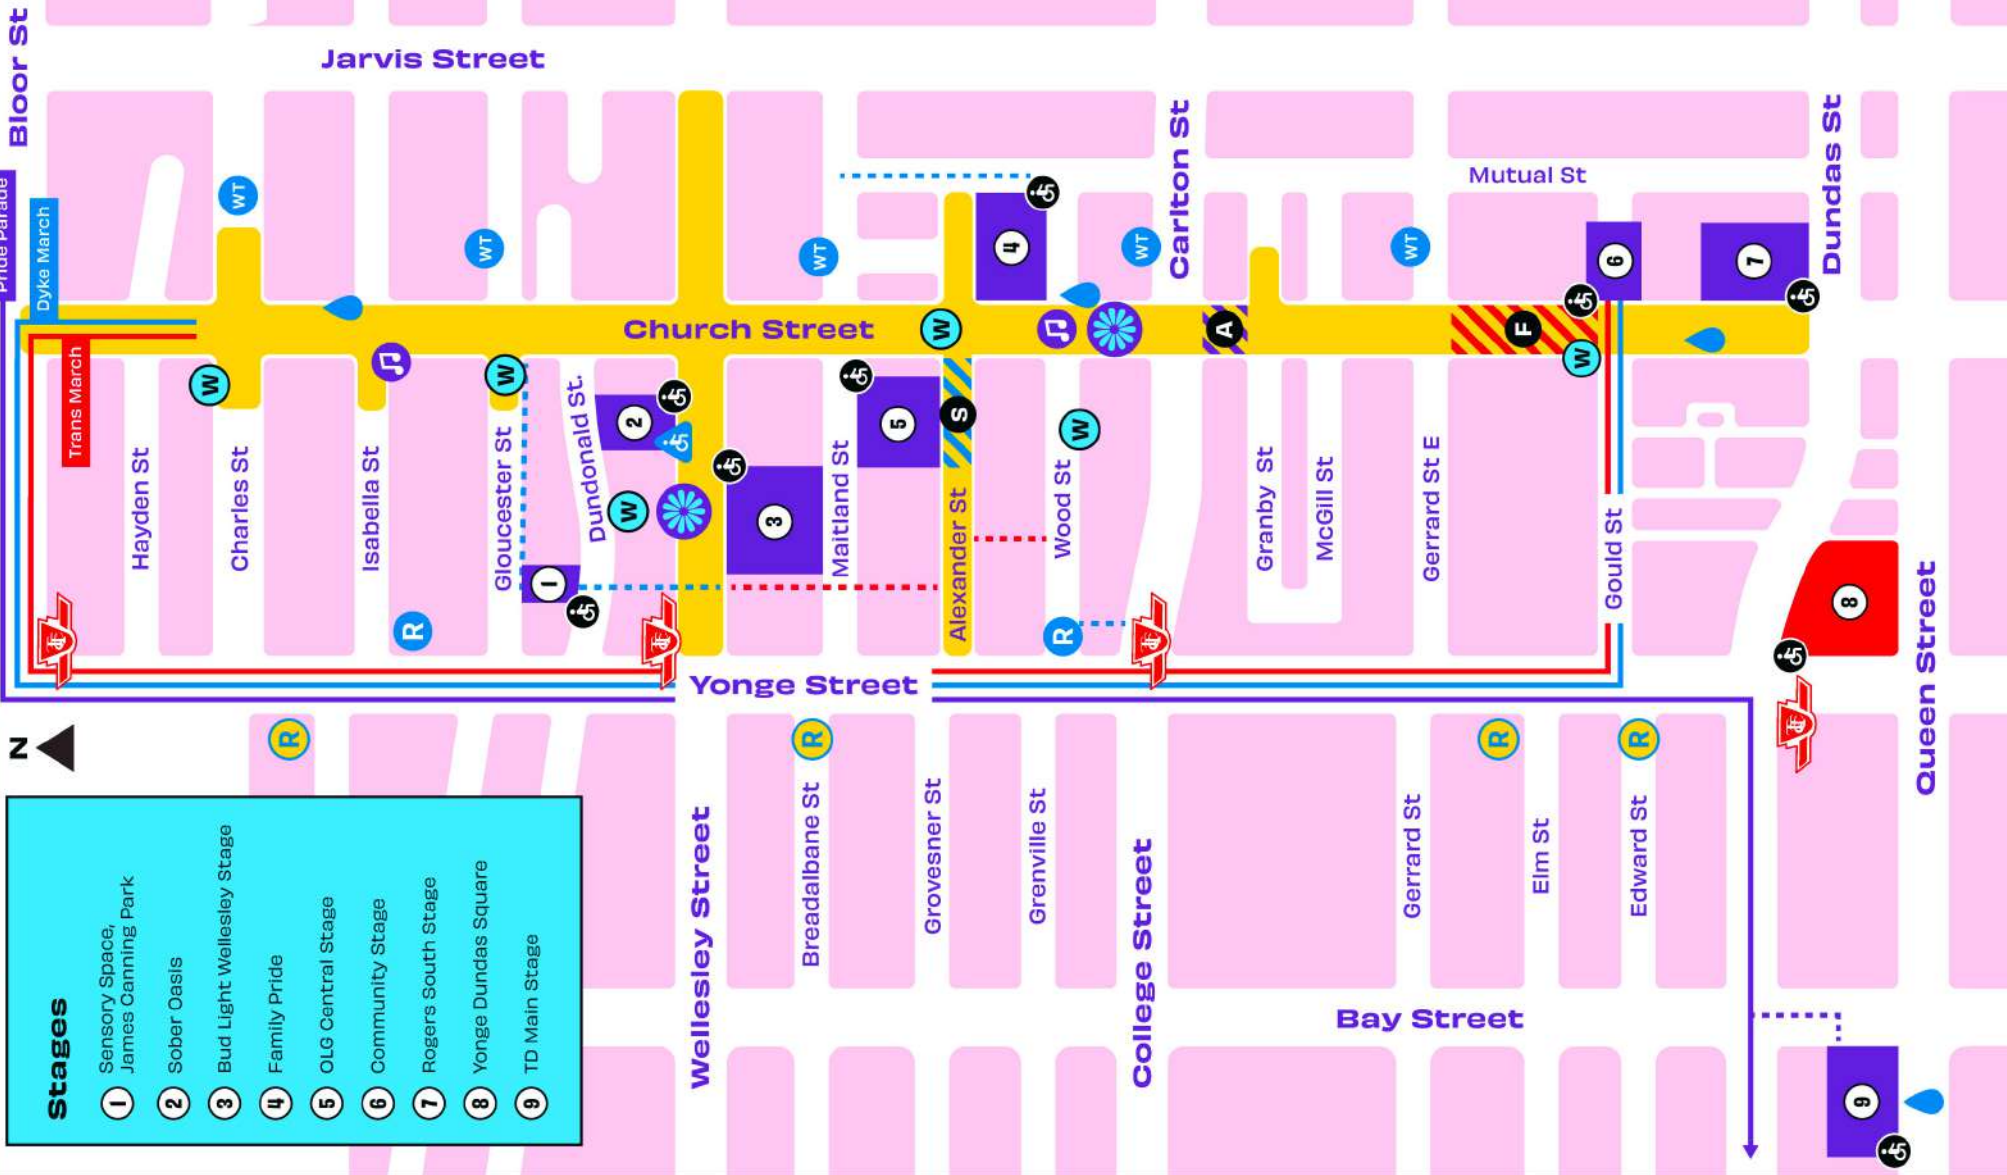 Bloor St
Pride Parade
Dyke March
Trans March
Jarvis Street
Hayden St
Charles St
Isabella St
Gloucester St
Dundonald St.
Church Street
Maitland St
Alexander St
Wood St
Carlton St
Granby St
McGill St
Gerrard St E
Mutual St
Gould St
Dundas St
Queen Street
Yonge Street
Wellesley Street
Breadalbane St
Grovesner St
Grenville St
College Street
Gerrard St
Elm St
Edward St
Bay Street
N
WT
WT
WT
WT
WT
W
W
W
W
W
W
R
R
R
R
R
R
A
F
S
1
2
3
4
5
6
7
8
9
TTC
TTC
TTC
TTC
Stages
1 Sensory Space,
James Canning Park
2 Sober Oasis
3 Bud Light Wellesley Stage
4 Family Pride
5 OLG Central Stage
6 Community Stage
7 Rogers South Stage
8 Yonge Dundas Square
9 TD Main Stage